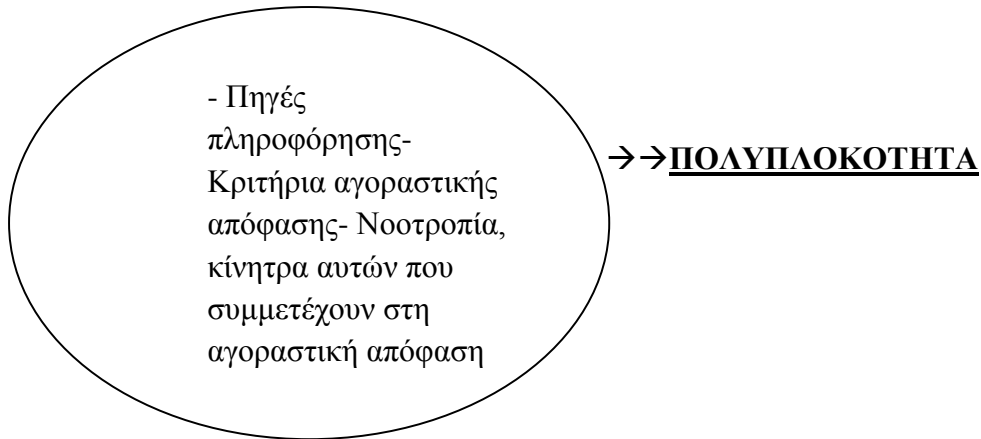 - Πηγές
πληροφόρησης-
Κριτήρια αγοραστικής
απόφασης- Νοοτροπία,
κίνητρα αυτών που
συμμετέχουν στη
αγοραστική απόφαση
→→ΠΟΛΥΠΛΟΚΟΤΗΤΑ